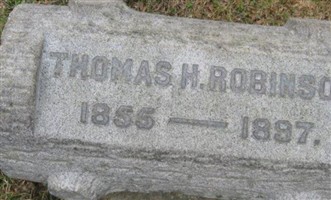 THOMAS H. ROBINSO
1855 — 1897.